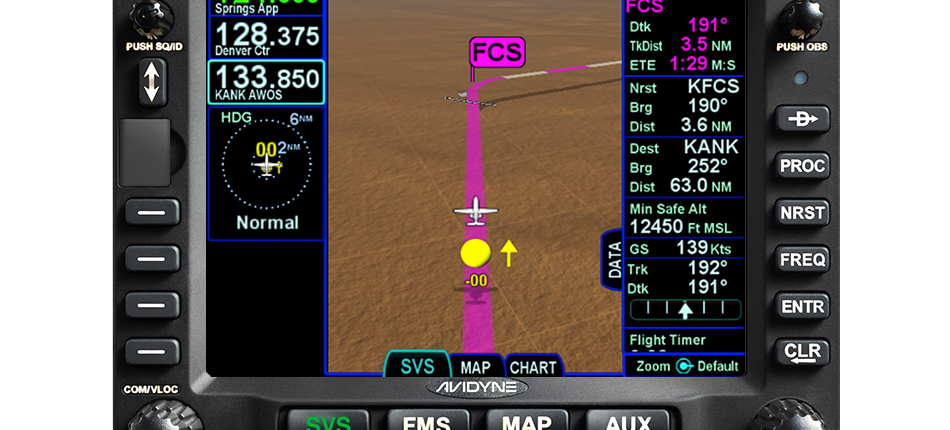 Springs App
128.375
Denver Ctr
133.850
KANK AWOS
HDG 6NM
00 2NM
Normal
PUSH SQ/ID
COM/VLOC
FCS
-00
SVS MAP CHART
DATA
FCS
Dtk 191°
TkDist 3.5 NM
ETE 1:29 M:S
Nrst KFCS
Brg 190°
Dist 3.6 NM
Dest KANK
Brg 252°
Dist 63.0 NM
Min Safe Alt
12450 Ft MSL
GS 139 Kts
Trk 192°
Dtk 191°
Flight Timer
Zoom Default
PUSH OBS
D
PROC
NRST
FREQ
ENTR
CLR
AVIDYNE
SVS FMS MAP AUX